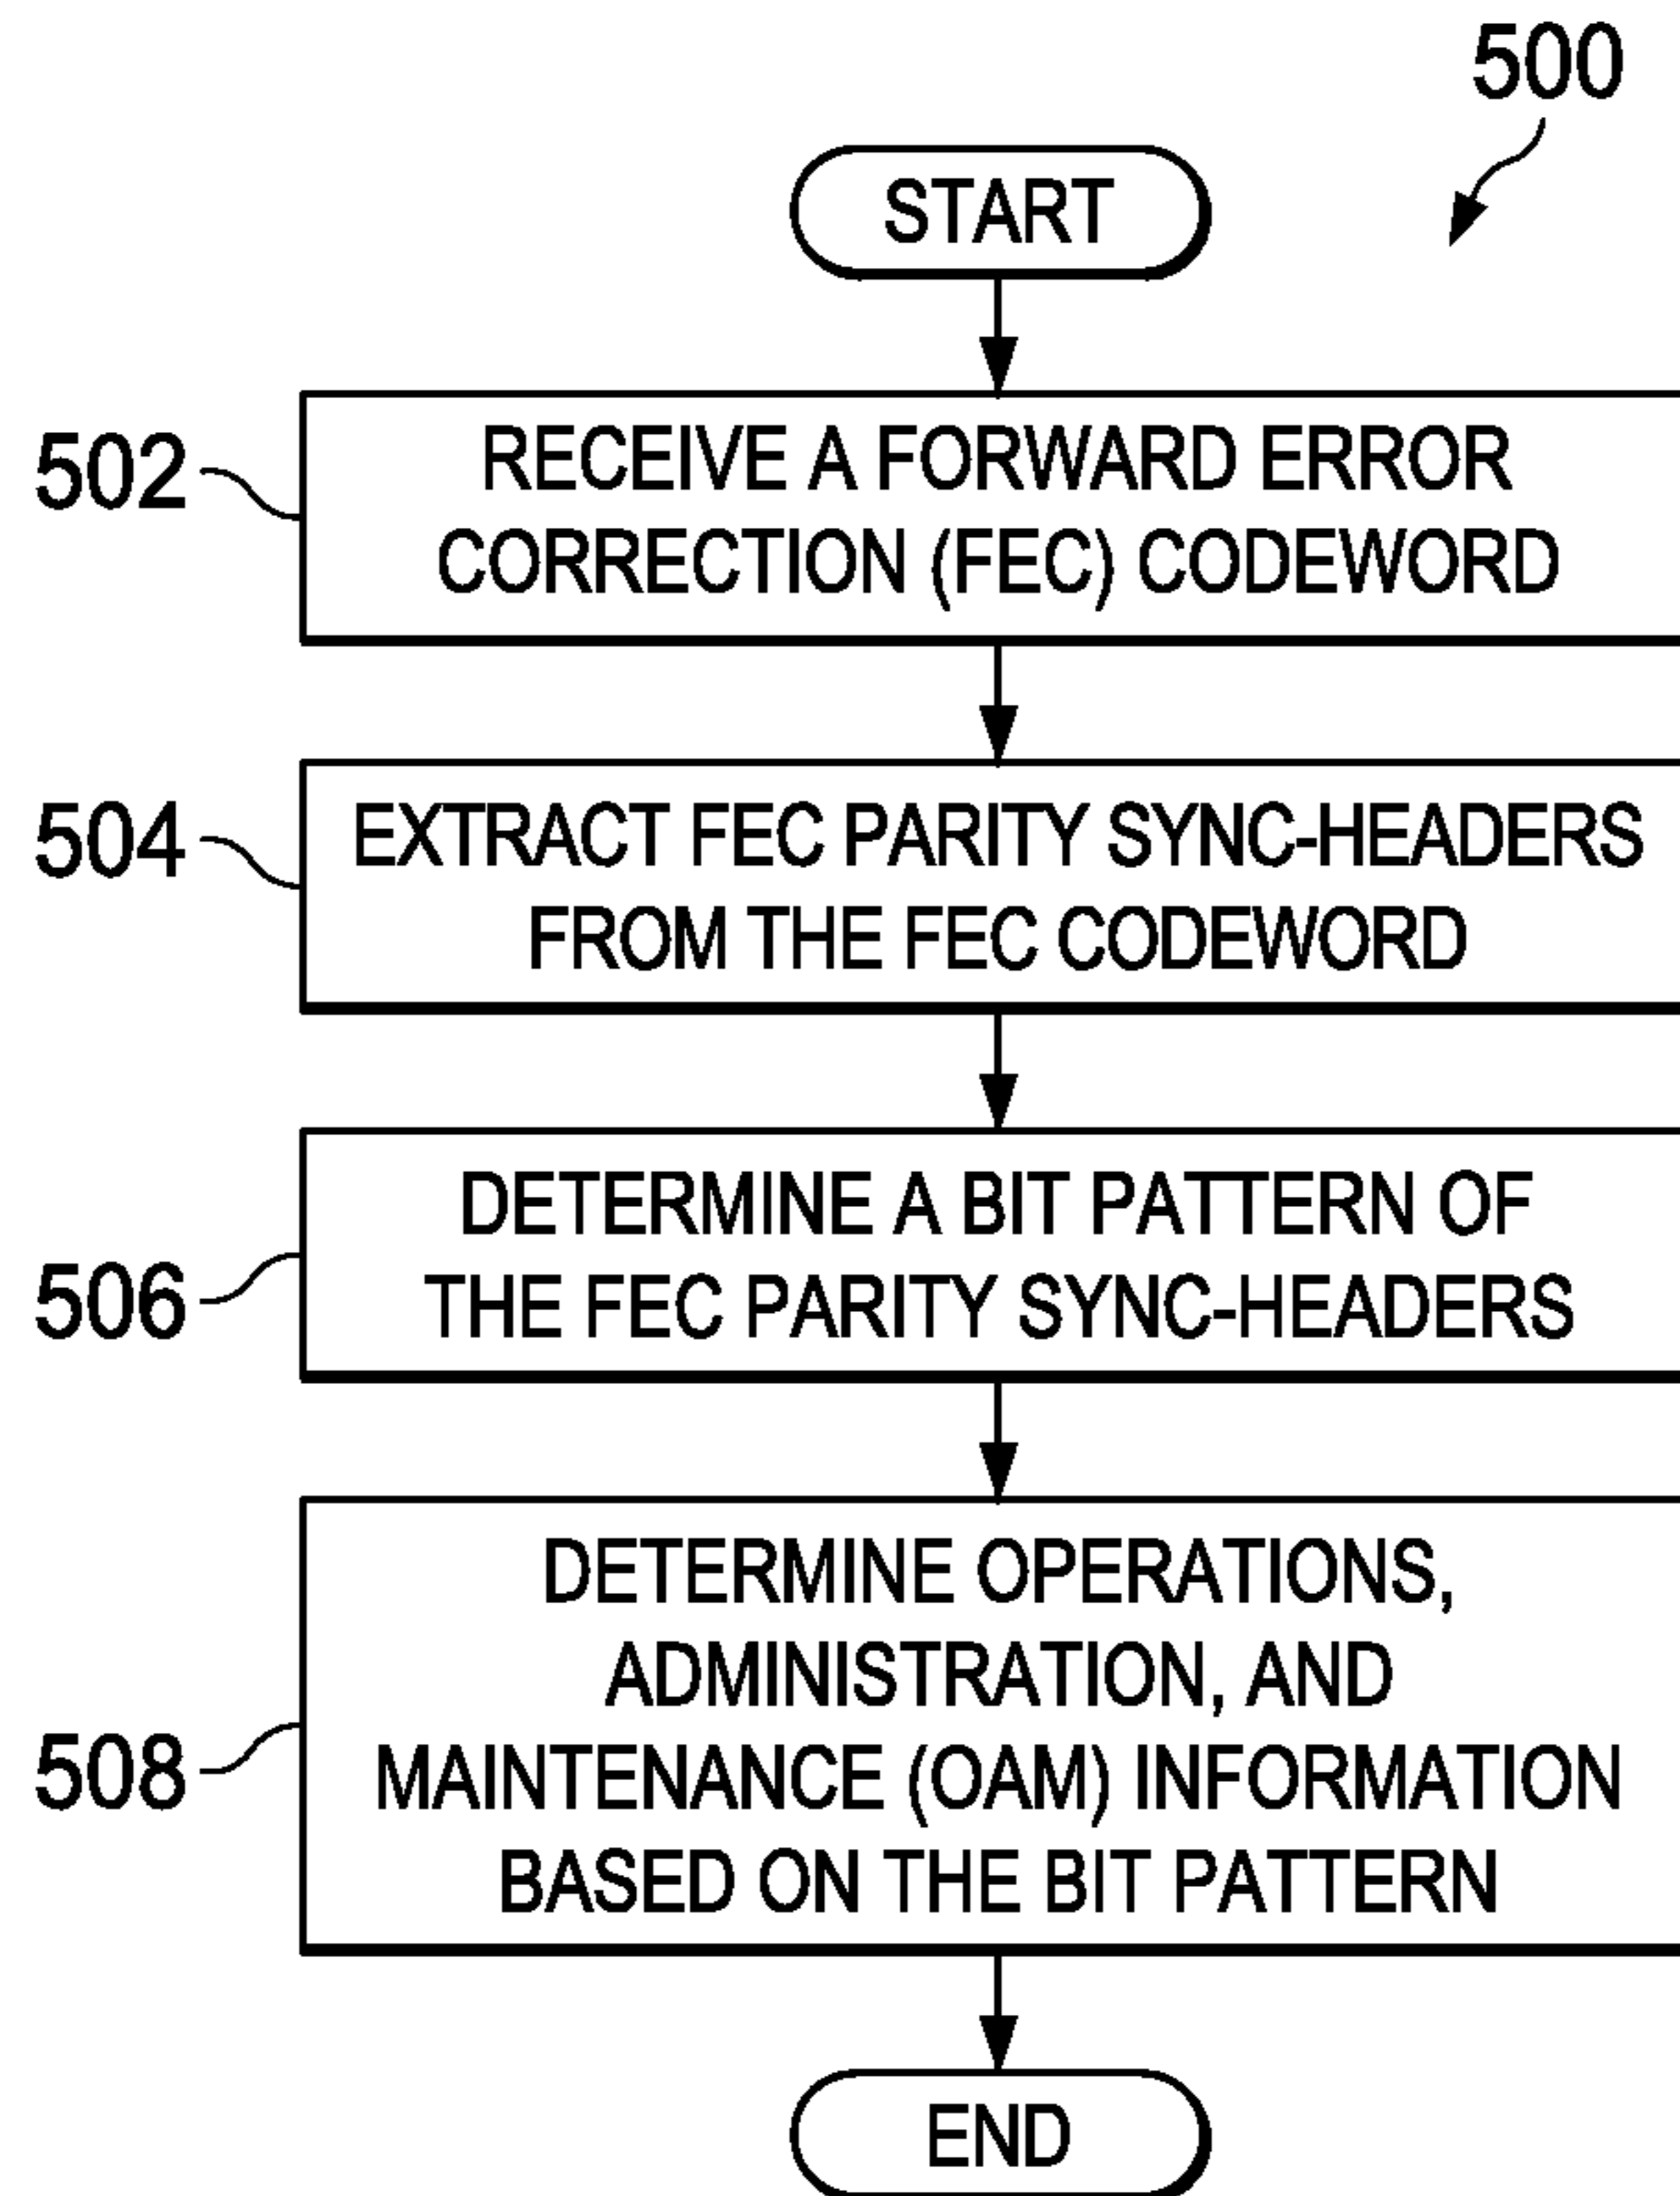 500
START
502
RECEIVE A FORWARD ERROR
CORRECTION (FEC) CODEWORD
504
EXTRACT FEC PARITY SYNC-HEADERS
FROM THE FEC CODEWORD
506
DETERMINE A BIT PATTERN OF
THE FEC PARITY SYNC-HEADERS
508
DETERMINE OPERATIONS,
ADMINISTRATION, AND
MAINTENANCE (OAM) INFORMATION
BASED ON THE BIT PATTERN
END